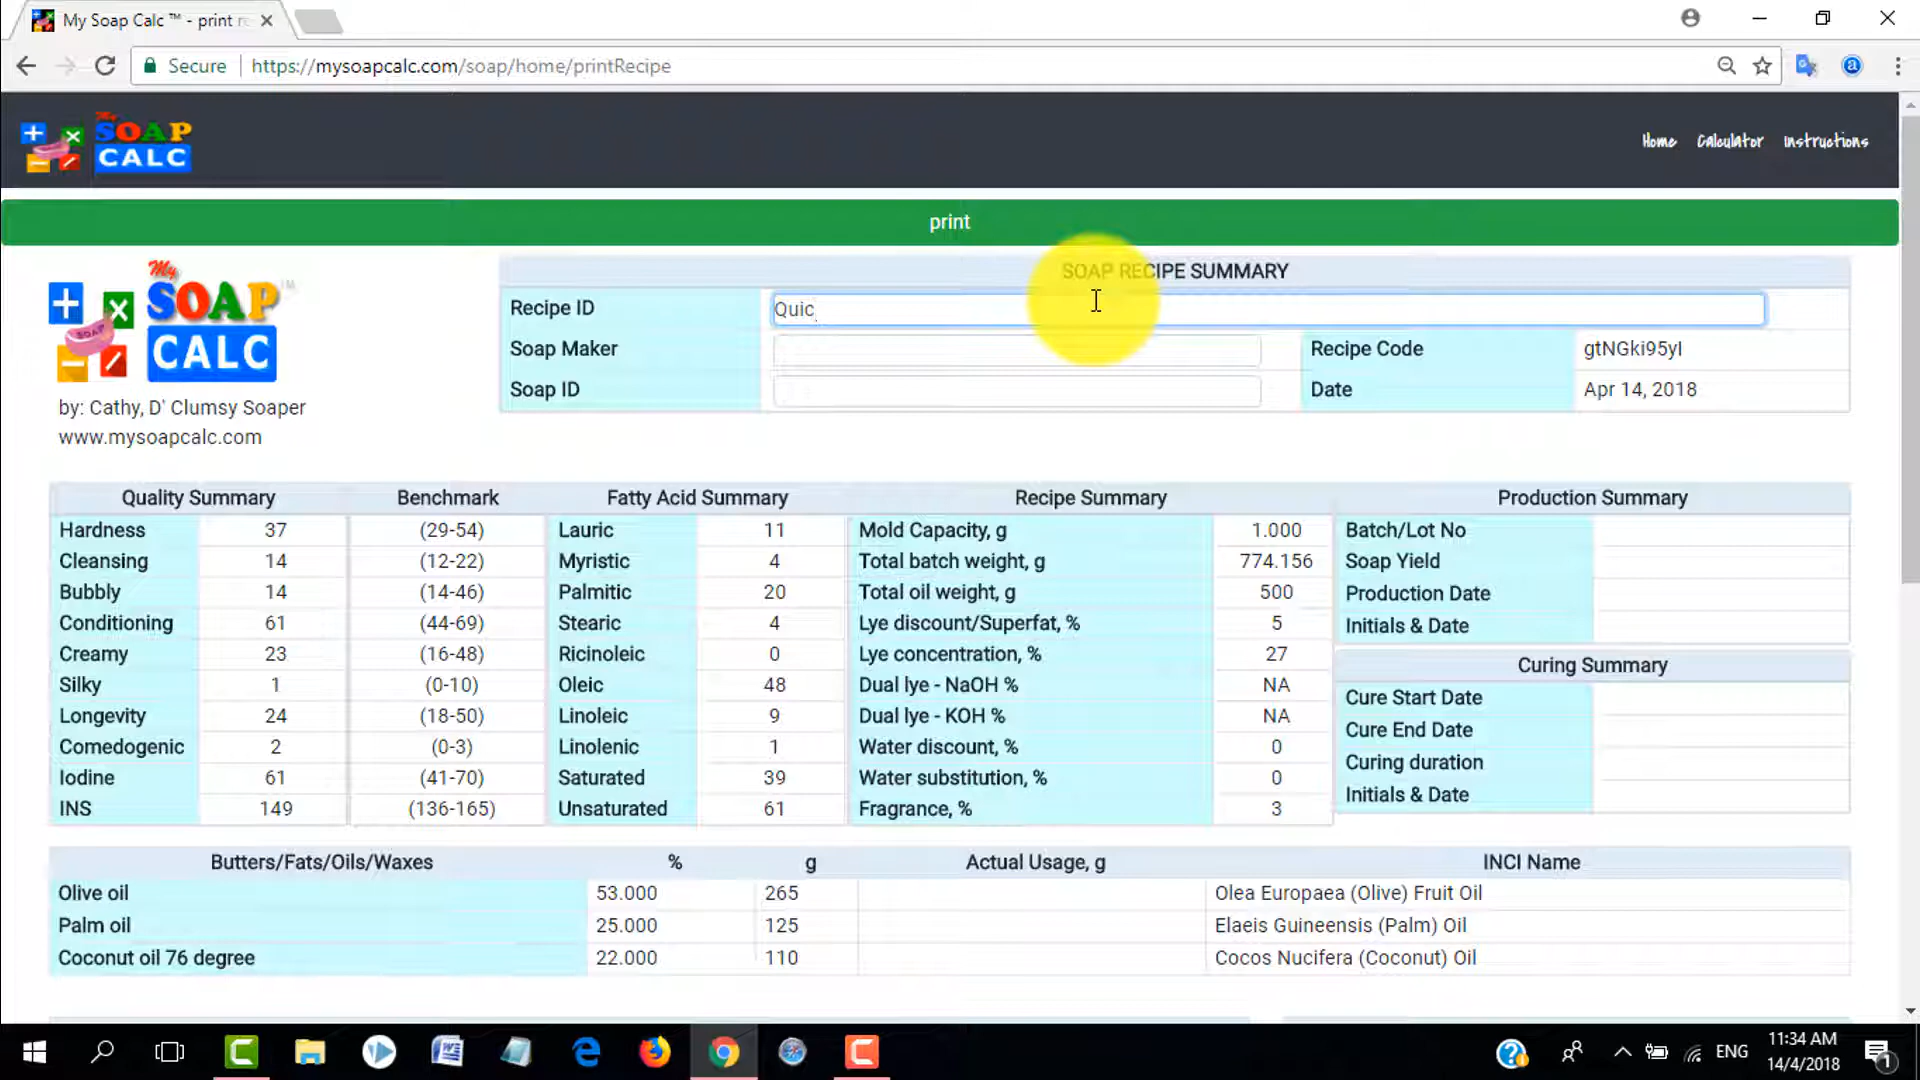 My Soap Calc ™ - print re
Secure https://mysoapcalc.com/soap/home/printRecipe
My SOAP CALC
Home Calculator Instructions
print
My SOAP CALC ™
SOAP
by: Cathy, D' Clumsy Soaper
www.mysoapcalc.com
SOAP RECIPE SUMMARY
Recipe ID Quic
Soap Maker Recipe Code gtNGki95yI
Soap ID Date Apr 14, 2018
Quality Summary Benchmark Fatty Acid Summary Recipe Summary Production Summary
Hardness 37 (29-54) Lauric 11 Mold Capacity, g 1.000 Batch/Lot No
Cleansing 14 (12-22) Myristic 4 Total batch weight, g 774.156 Soap Yield
Bubbly 14 (14-46) Palmitic 20 Total oil weight, g 500 Production Date
Conditioning 61 (44-69) Stearic 4 Lye discount/Superfat, % 5 Initials & Date
Creamy 23 (16-48) Ricinoleic 0 Lye concentration, % 27 Curing Summary
Silky 1 (0-10) Oleic 48 Dual lye - NaOH % NA Cure Start Date
Longevity 24 (18-50) Linoleic 9 Dual lye - KOH % NA Cure End Date
Comedogenic 2 (0-3) Linolenic 1 Water discount, % 0 Curing duration
Iodine 61 (41-70) Saturated 39 Water substitution, % 0 Initials & Date
INS 149 (136-165) Unsaturated 61 Fragrance, % 3
Butters/Fats/Oils/Waxes % g Actual Usage, g INCI Name
Olive oil 53.000 265 Olea Europaea (Olive) Fruit Oil
Palm oil 25.000 125 Elaeis Guineensis (Palm) Oil
Coconut oil 76 degree 22.000 110 Cocos Nucifera (Coconut) Oil
ENG 11:34 AM
14/4/2018
1